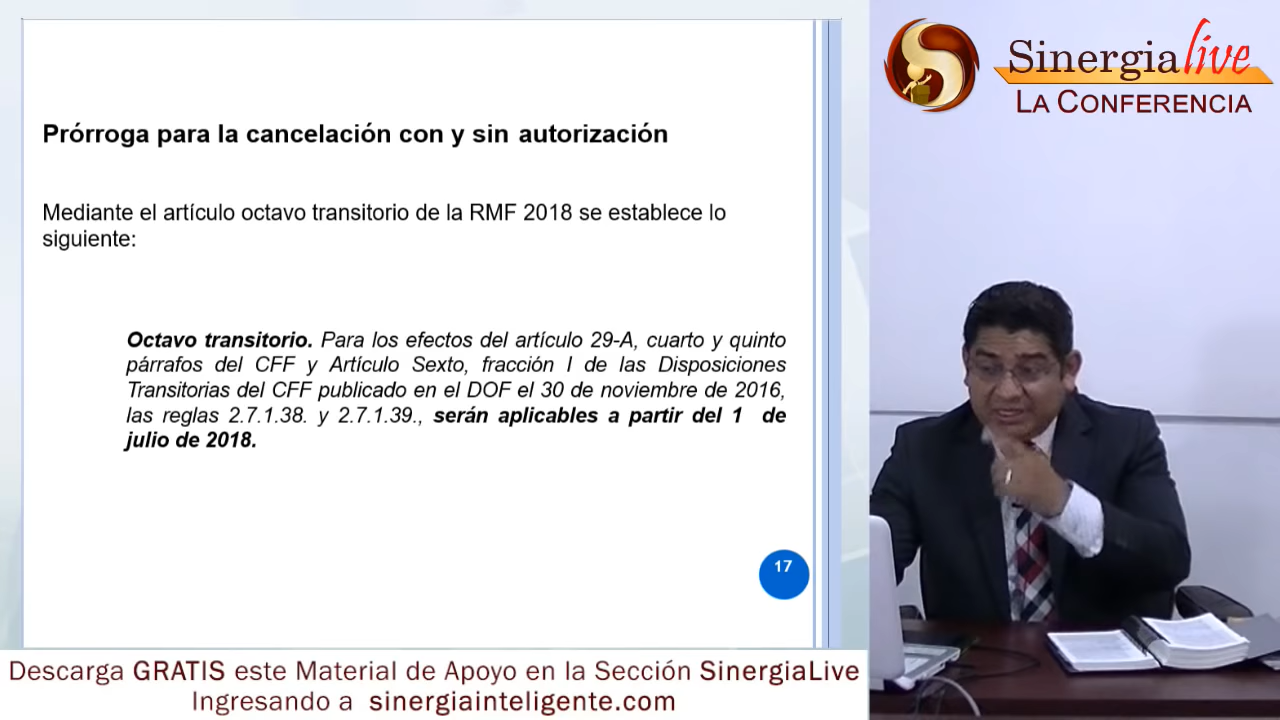 Prórroga para la cancelación con y sin autorización
Mediante el artículo octavo transitorio de la RMF 2018 se establece lo
siguiente:
Octavo transitorio. Para los efectos del artículo 29-A, cuarto y quinto
párrafos del CFF y Artículo Sexto, fracción I de las Disposiciones
Transitorias del CFF publicado en el DOF el 30 de noviembre de 2016,
las reglas 2.7.1.38. y 2.7.1.39., serán aplicables a partir del 1 de
julio de 2018.
17
Sinergialive
LA CONFERENCIA
Descarga GRATIS este Material de Apoyo en la Sección SinergiaLive
Ingresando a sinergiainteligente.com